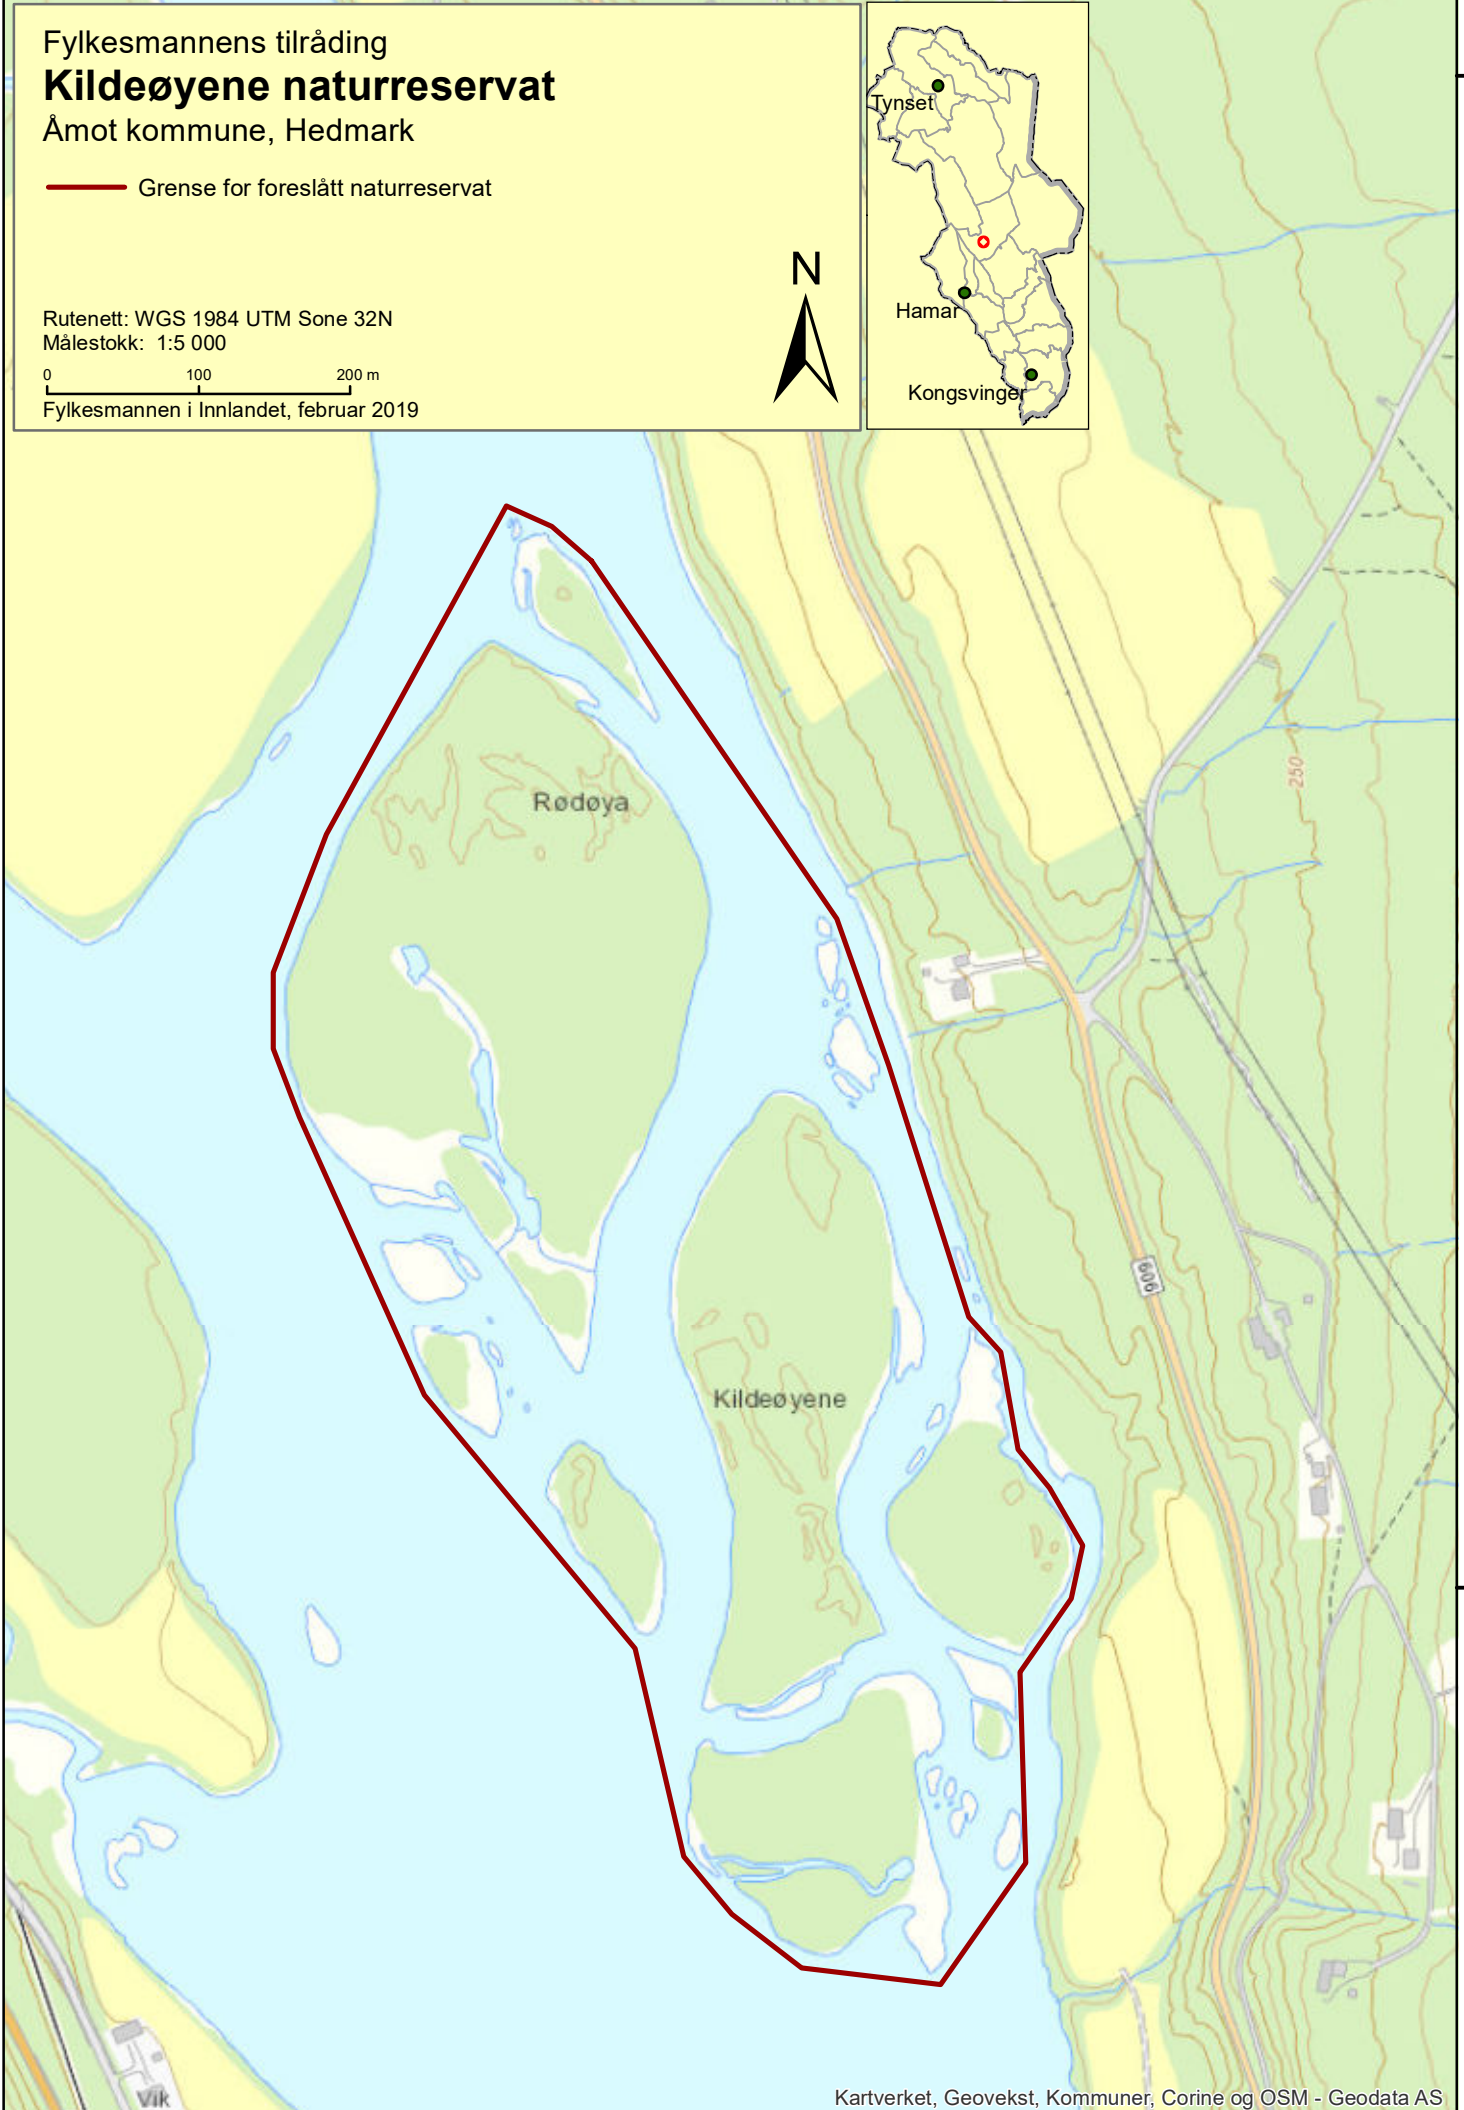 Fylkesmannens tilråding
Kildeøyene naturreservat
Åmot kommune, Hedmark
Grense for foreslått naturreservat
N
Rutenett: WGS 1984 UTM Sone 32N
Målestokk: 1:5 000
0 100 200 m
Fylkesmannen i Innlandet, februar 2019
Tynset
Hamar
Kongsvinger
250
Rødøya
606
Kildeøyene
Vik
Kartverket, Geovekst, Kommuner, Corine og OSM - Geodata AS